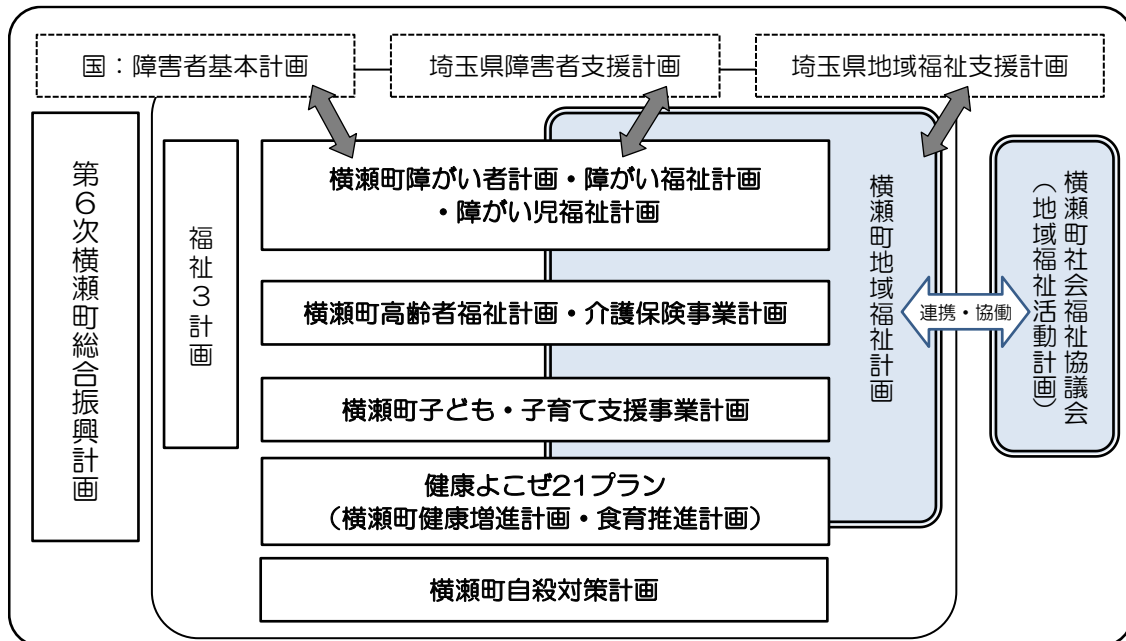 国：障害者基本計画
埼玉県障害者支援計画
埼玉県地域福祉支援計画
第6次横瀬町総合振興計画
福祉3計画
横瀬町障がい者計画・障がい福祉計画
・障がい児福祉計画
横瀬町高齢者福祉計画・介護保険事業計画
横瀬町子ども・子育て支援事業計画
健康よこぜ21プラン
（横瀬町健康増進計画・食育推進計画）
横瀬町自殺対策計画
横瀬町地域福祉計画
連携・協働
横瀬町社会福祉協議会
（地域福祉活動計画）